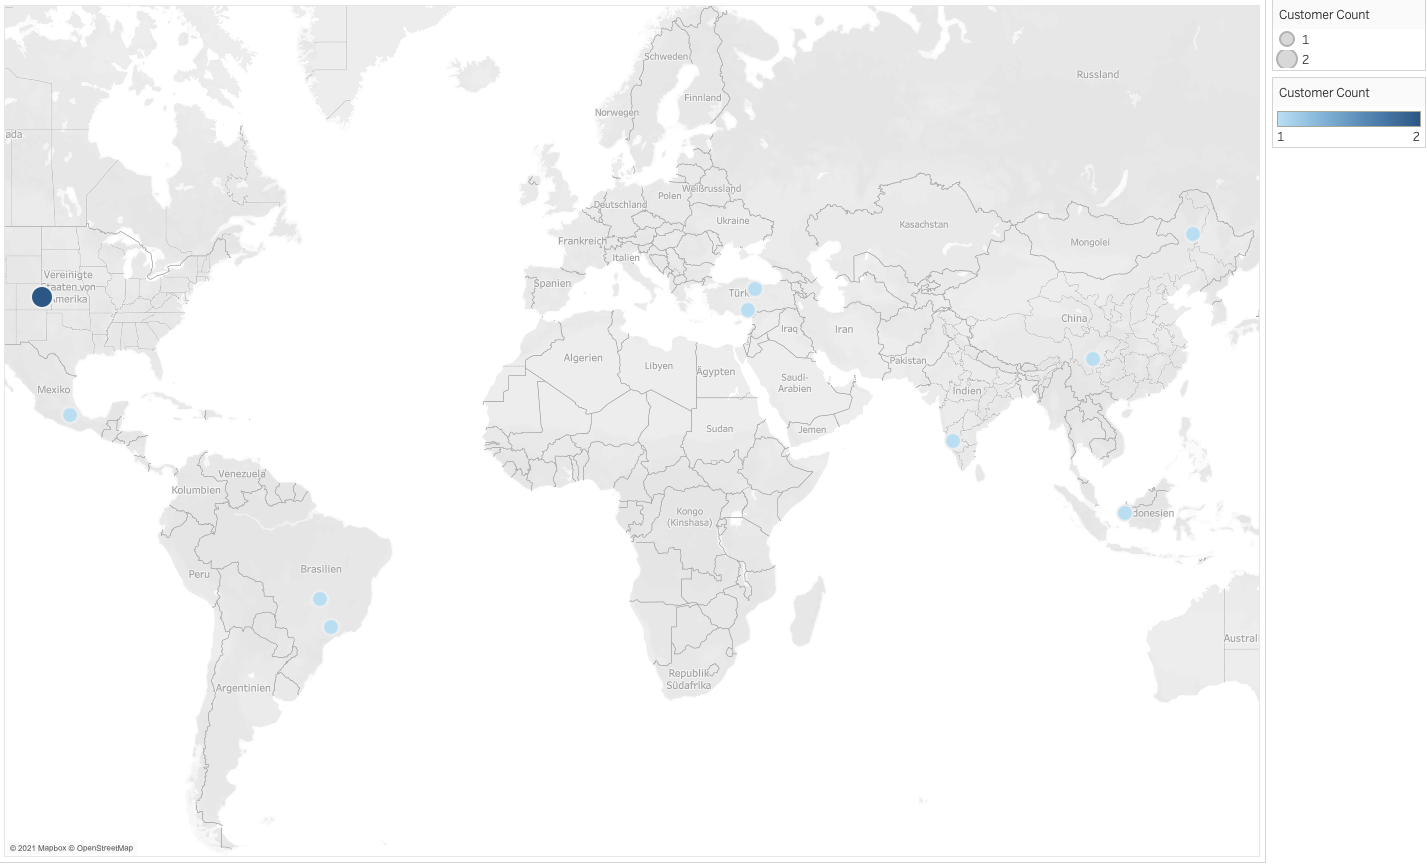 Customer Count
1
2
Customer Count
1
2
Schweden
Russland
Finnland
Norwegen
ada
Weißrussland
Polen
Deutschland
Ukraine
Kasachstan
Frankreich
Mongolei
Italien
Vereinigte
Staaten von
Amerika
Spanien
Türk
China
Iraq
Iran
Algerien
Libyen
Ägypten
Pakistan
Saudi-
Arabien
Indien
Mexiko
Sudan
Jemen
Venezuela
Kolumbien
Kongo
(Kinshasa)
donesien
Brasilien
Peru
Austral
Republik
Südafrika
Argentinien
© 2021 Mapbox © OpenStreetMap